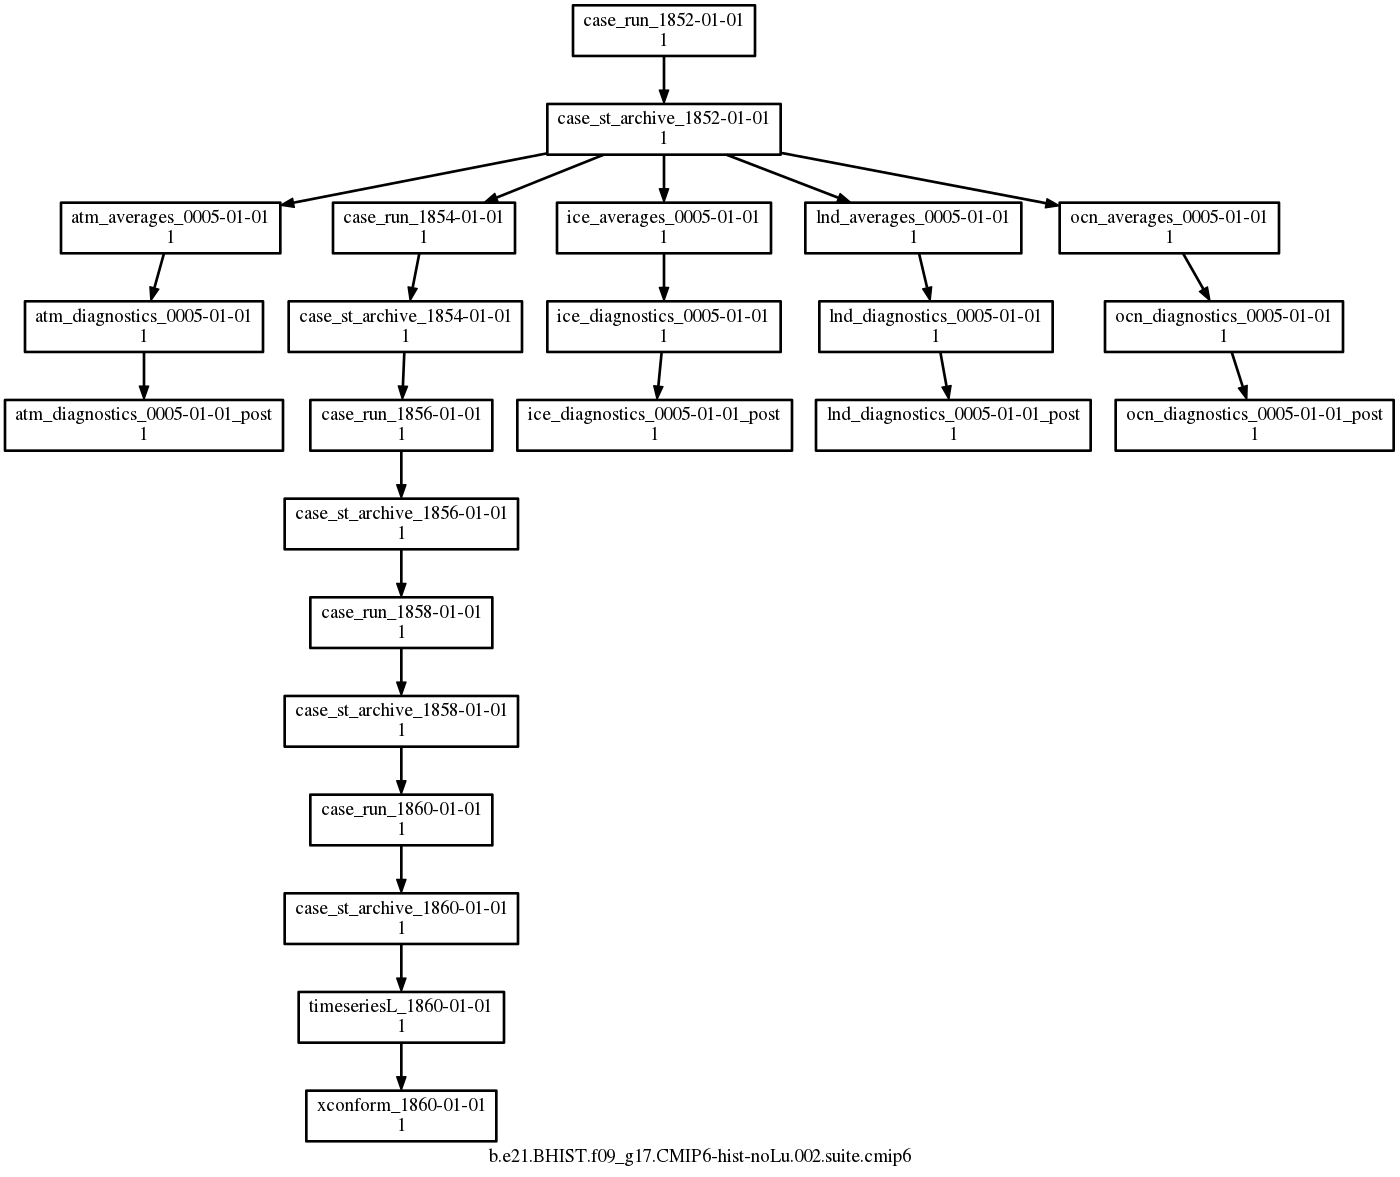 case_run_1852-01-01
1
case_st_archive_1852-01-01
1
atm_averages_0005-01-01
1
case_run_1854-01-01
1
ice_averages_0005-01-01
1
lnd_averages_0005-01-01
1
ocn_averages_0005-01-01
1
atm_diagnostics_0005-01-01
1
case_st_archive_1854-01-01
1
ice_diagnostics_0005-01-01
1
lnd_diagnostics_0005-01-01
1
ocn_diagnostics_0005-01-01
1
atm_diagnostics_0005-01-01_post
1
case_run_1856-01-01
1
ice_diagnostics_0005-01-01_post
1
lnd_diagnostics_0005-01-01_post
1
ocn_diagnostics_0005-01-01_post
1
case_st_archive_1856-01-01
1
case_run_1858-01-01
1
case_st_archive_1858-01-01
1
case_run_1860-01-01
1
case_st_archive_1860-01-01
1
timeseriesL_1860-01-01
1
xconform_1860-01-01
1
b.e21.BHIST.f09_g17.CMIP6-hist-noLu.002.suite.cmip6